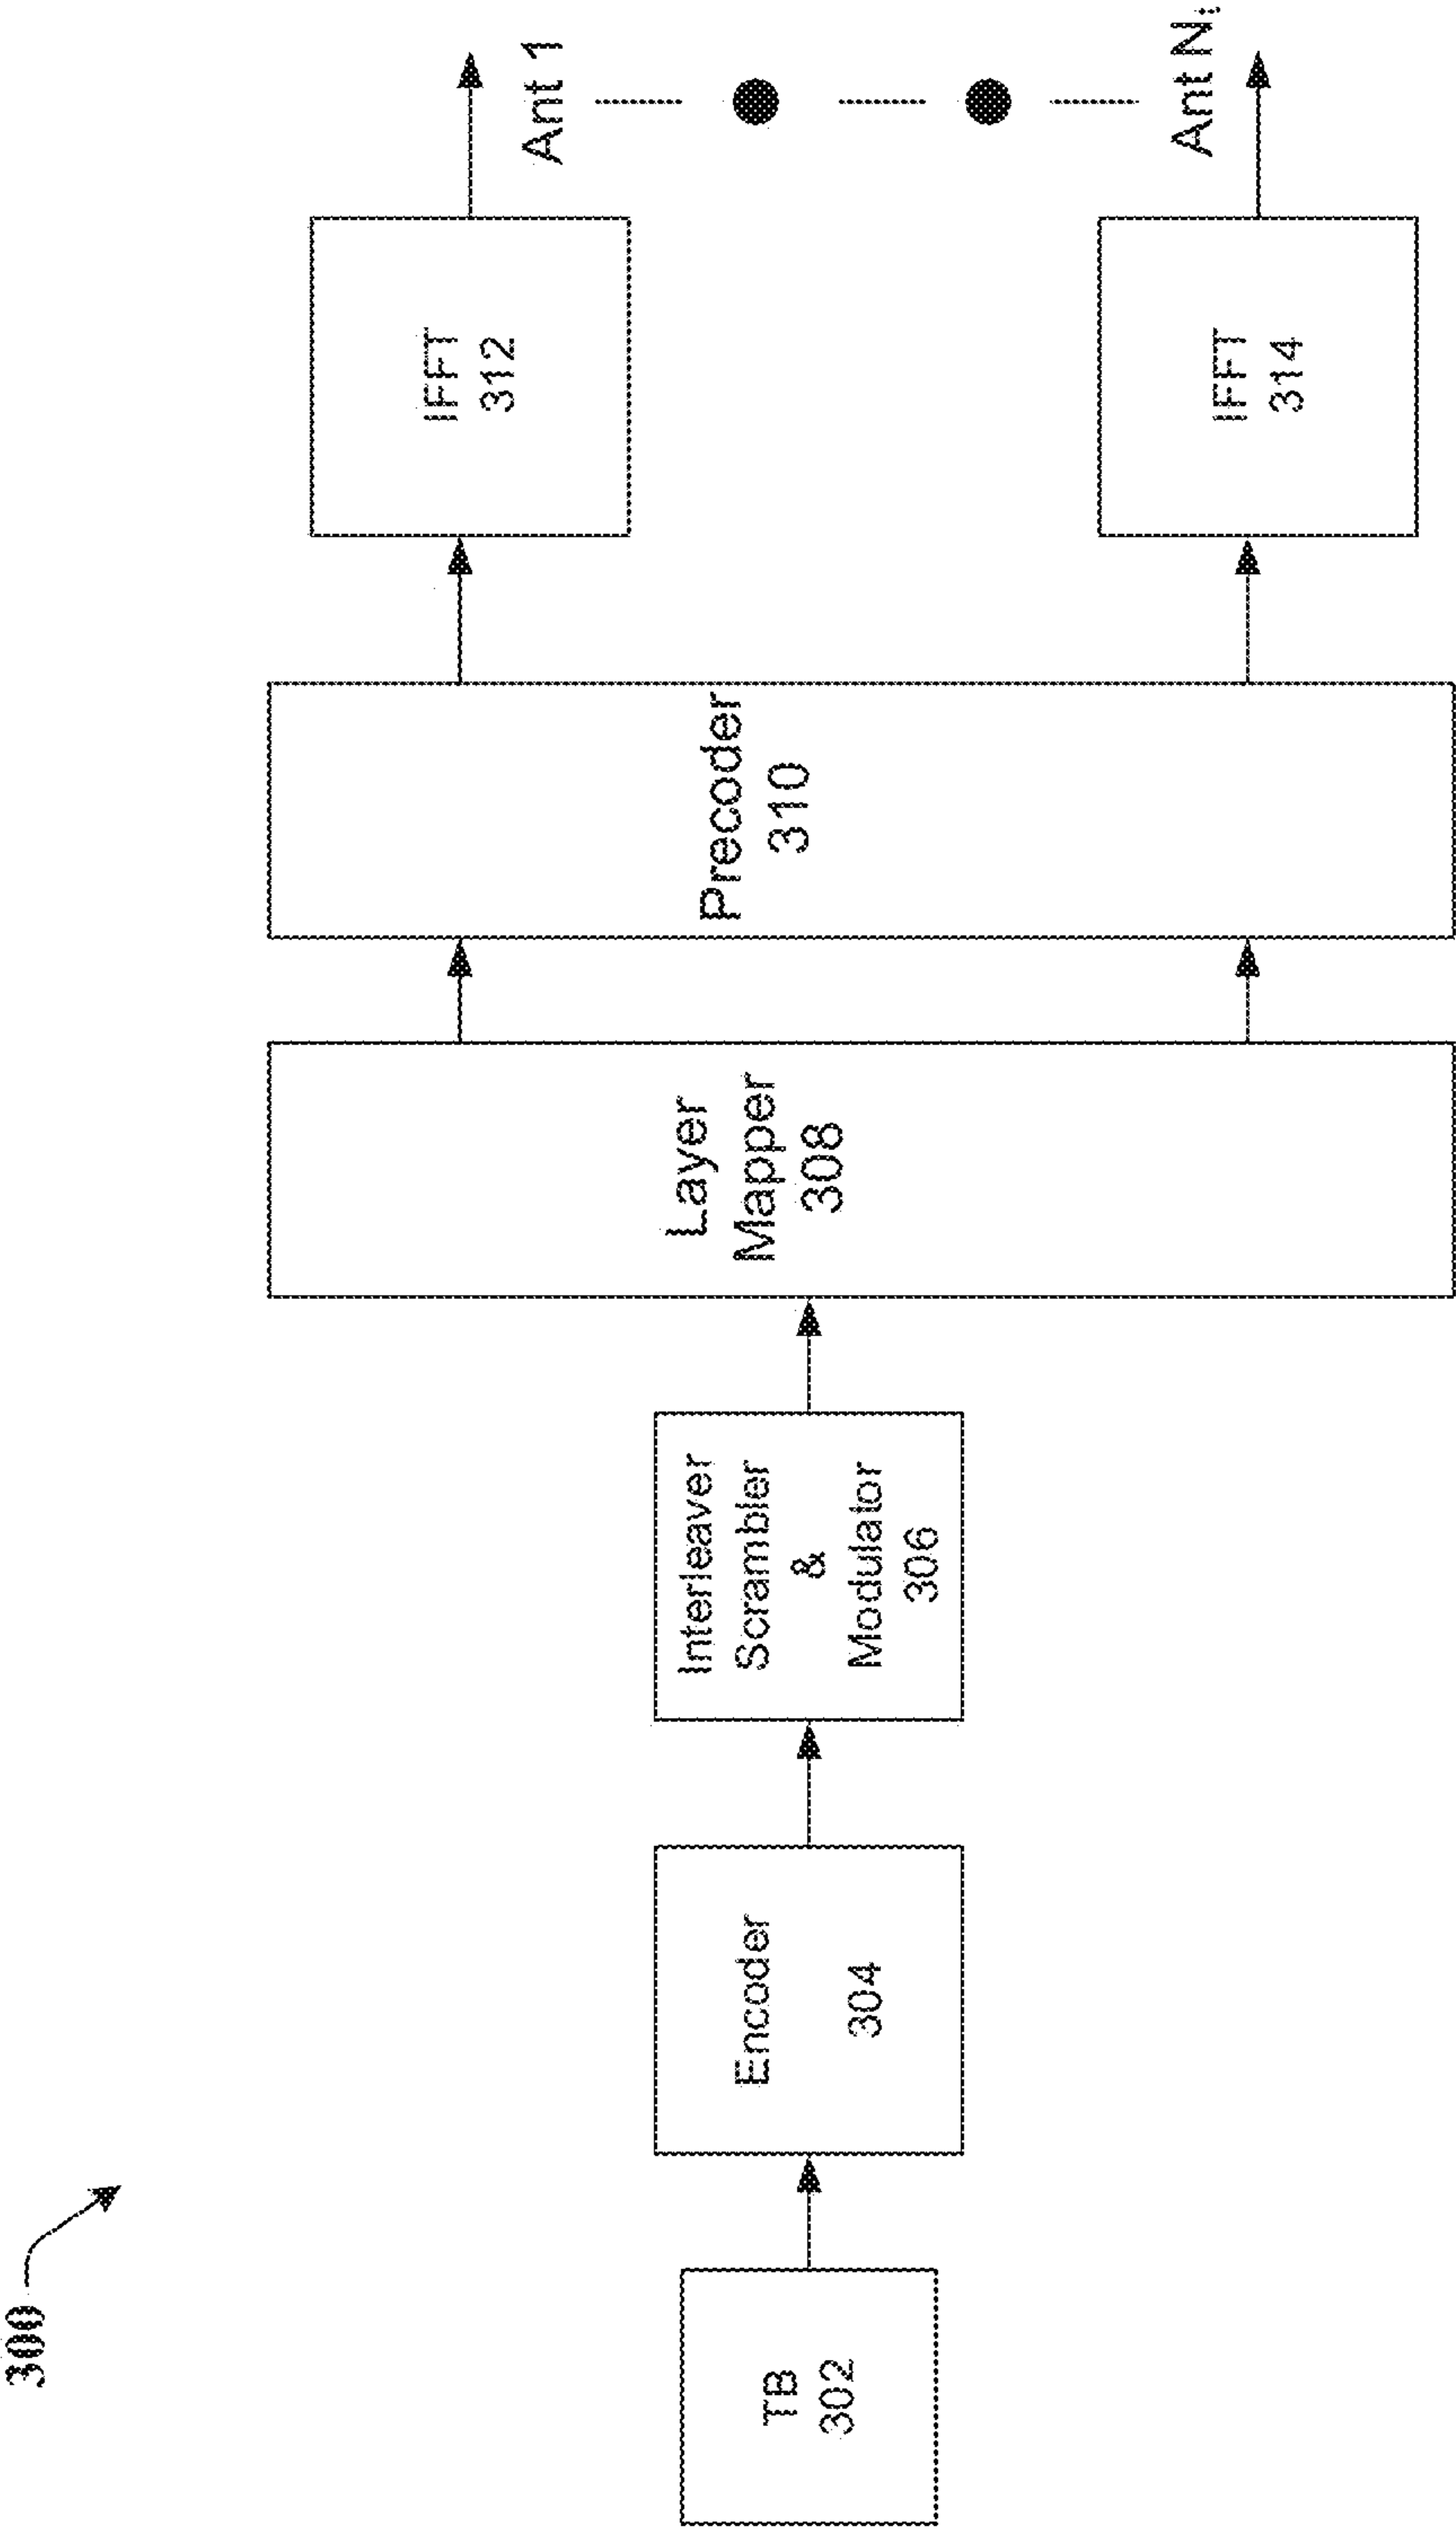 300
TB
302
Encoder
304
Interleaver
Scrambler
&
Modulator
306
Layer
Mapper
308
Precoder
310
IFFT
312
Ant 1
IFFT
314
Ant N